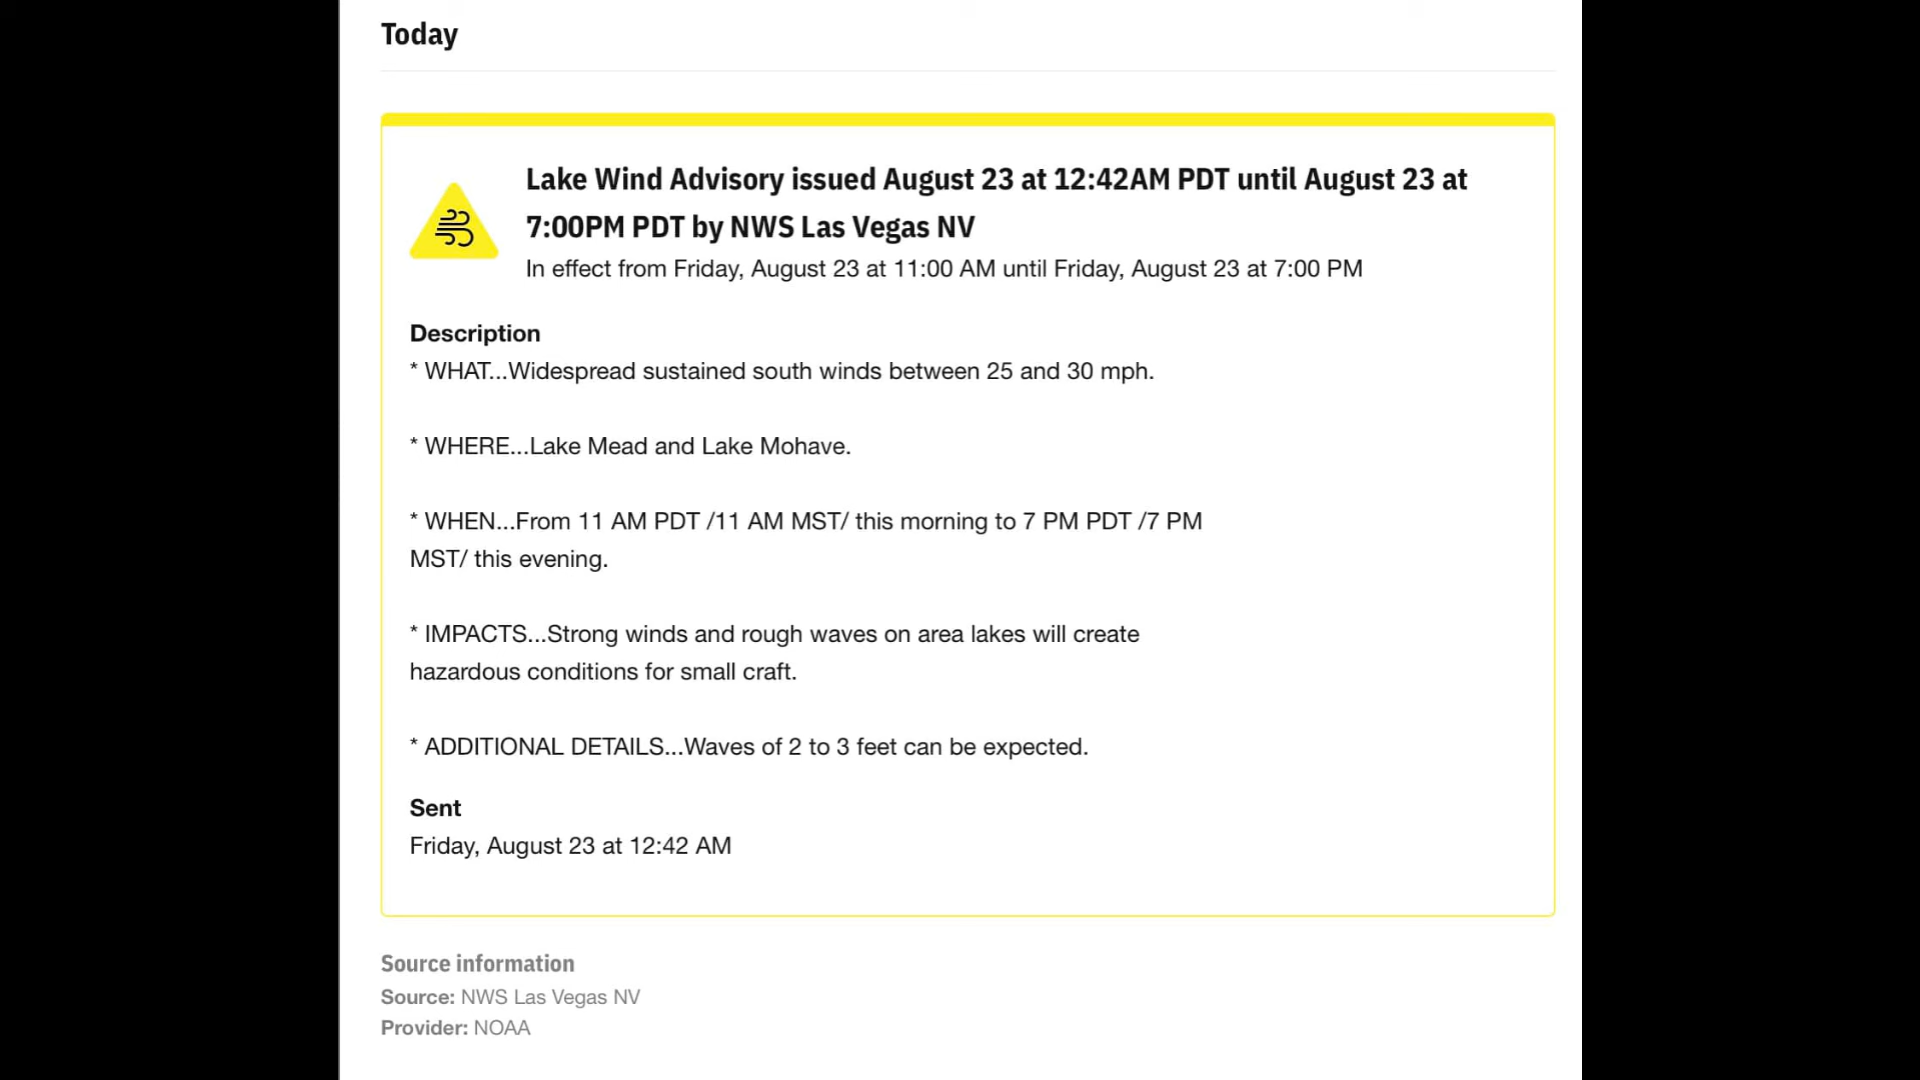 Today
Lake Wind Advisory issued August 23 at 12:42AM PDT until August 23 at
7:00PM PDT by NWS Las Vegas NV
In effect from Friday, August 23 at 11:00 AM until Friday, August 23 at 7:00 PM
Description
* WHAT...Widespread sustained south winds between 25 and 30 mph.
* WHERE...Lake Mead and Lake Mohave.
* WHEN...From 11 AM PDT /11 AM MST/ this morning to 7 PM PDT /7 PM
MST/ this evening.
* IMPACTS...Strong winds and rough waves on area lakes will create
hazardous conditions for small craft.
* ADDITIONAL DETAILS...Waves of 2 to 3 feet can be expected.
Sent
Friday, August 23 at 12:42 AM
Source information
Source: NWS Las Vegas NV
Provider: NOAA